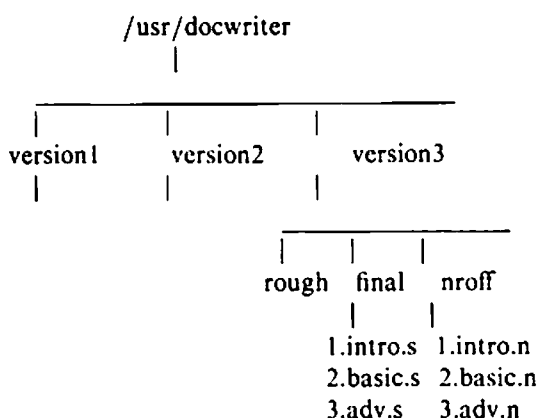 /usr/docwriter
version1 version2 version3
rough final nroff
1.intro.s 1.intro.n
2.basic.s 2.basic.n
3.adv.s 3.adv.n